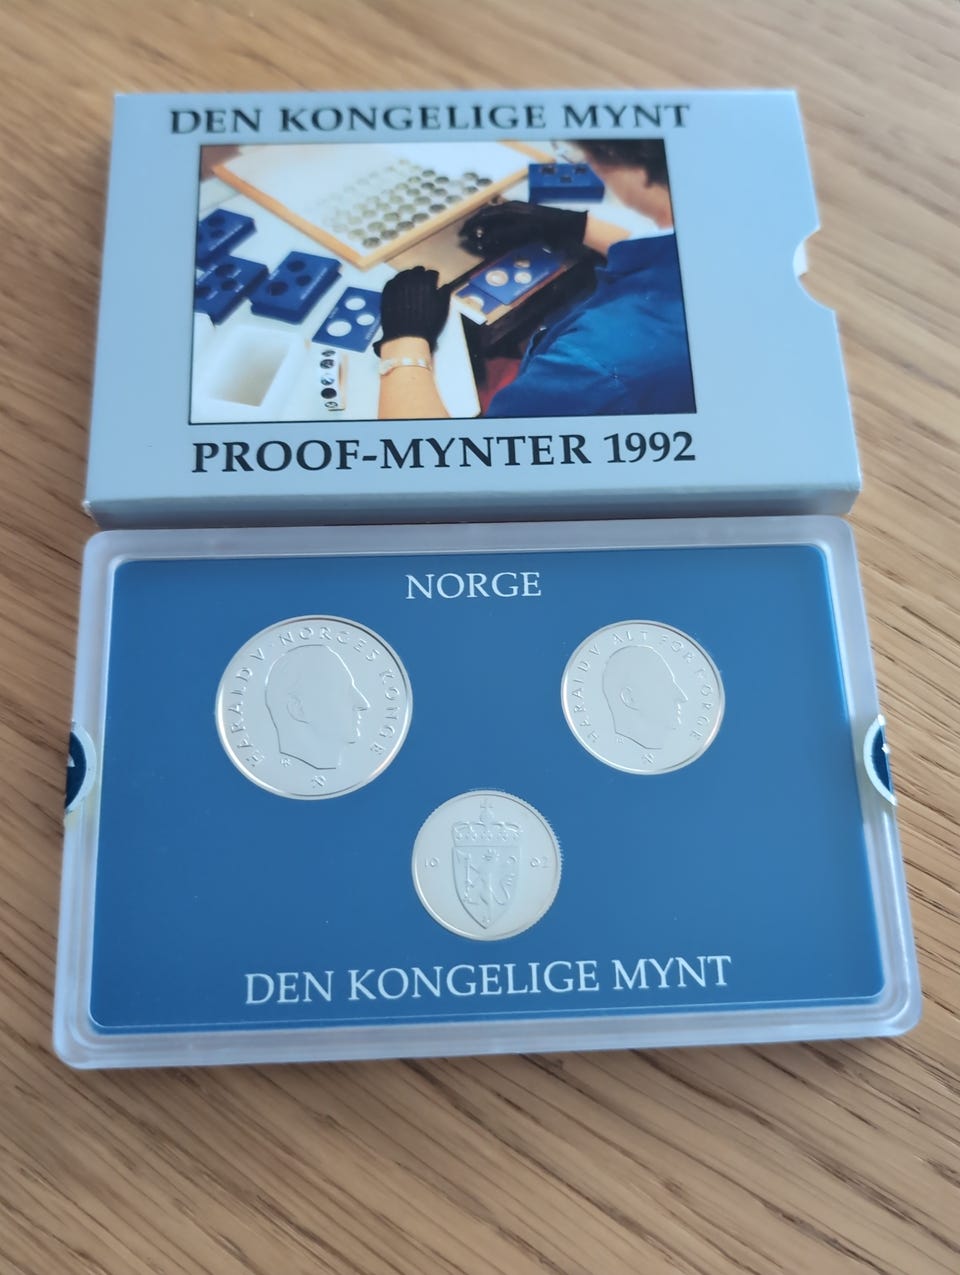 DEN KONGELIGE MYNT
PROOF-MYNTER 1992
NORGE
HARALD V · NORGES KONGE
HARALD V ALT FOR NORGE
DEN KONGELIGE MYNT